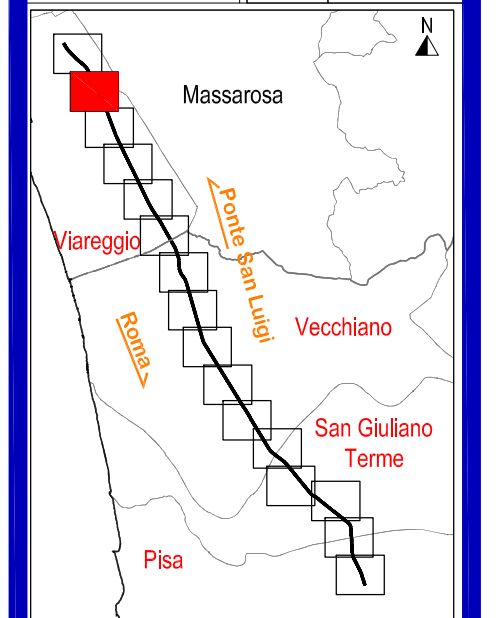 N
Massarosa
Ponte San Luigi
Viareggio
Roma
Vecchiano
San Giuliano
Terme
Pisa